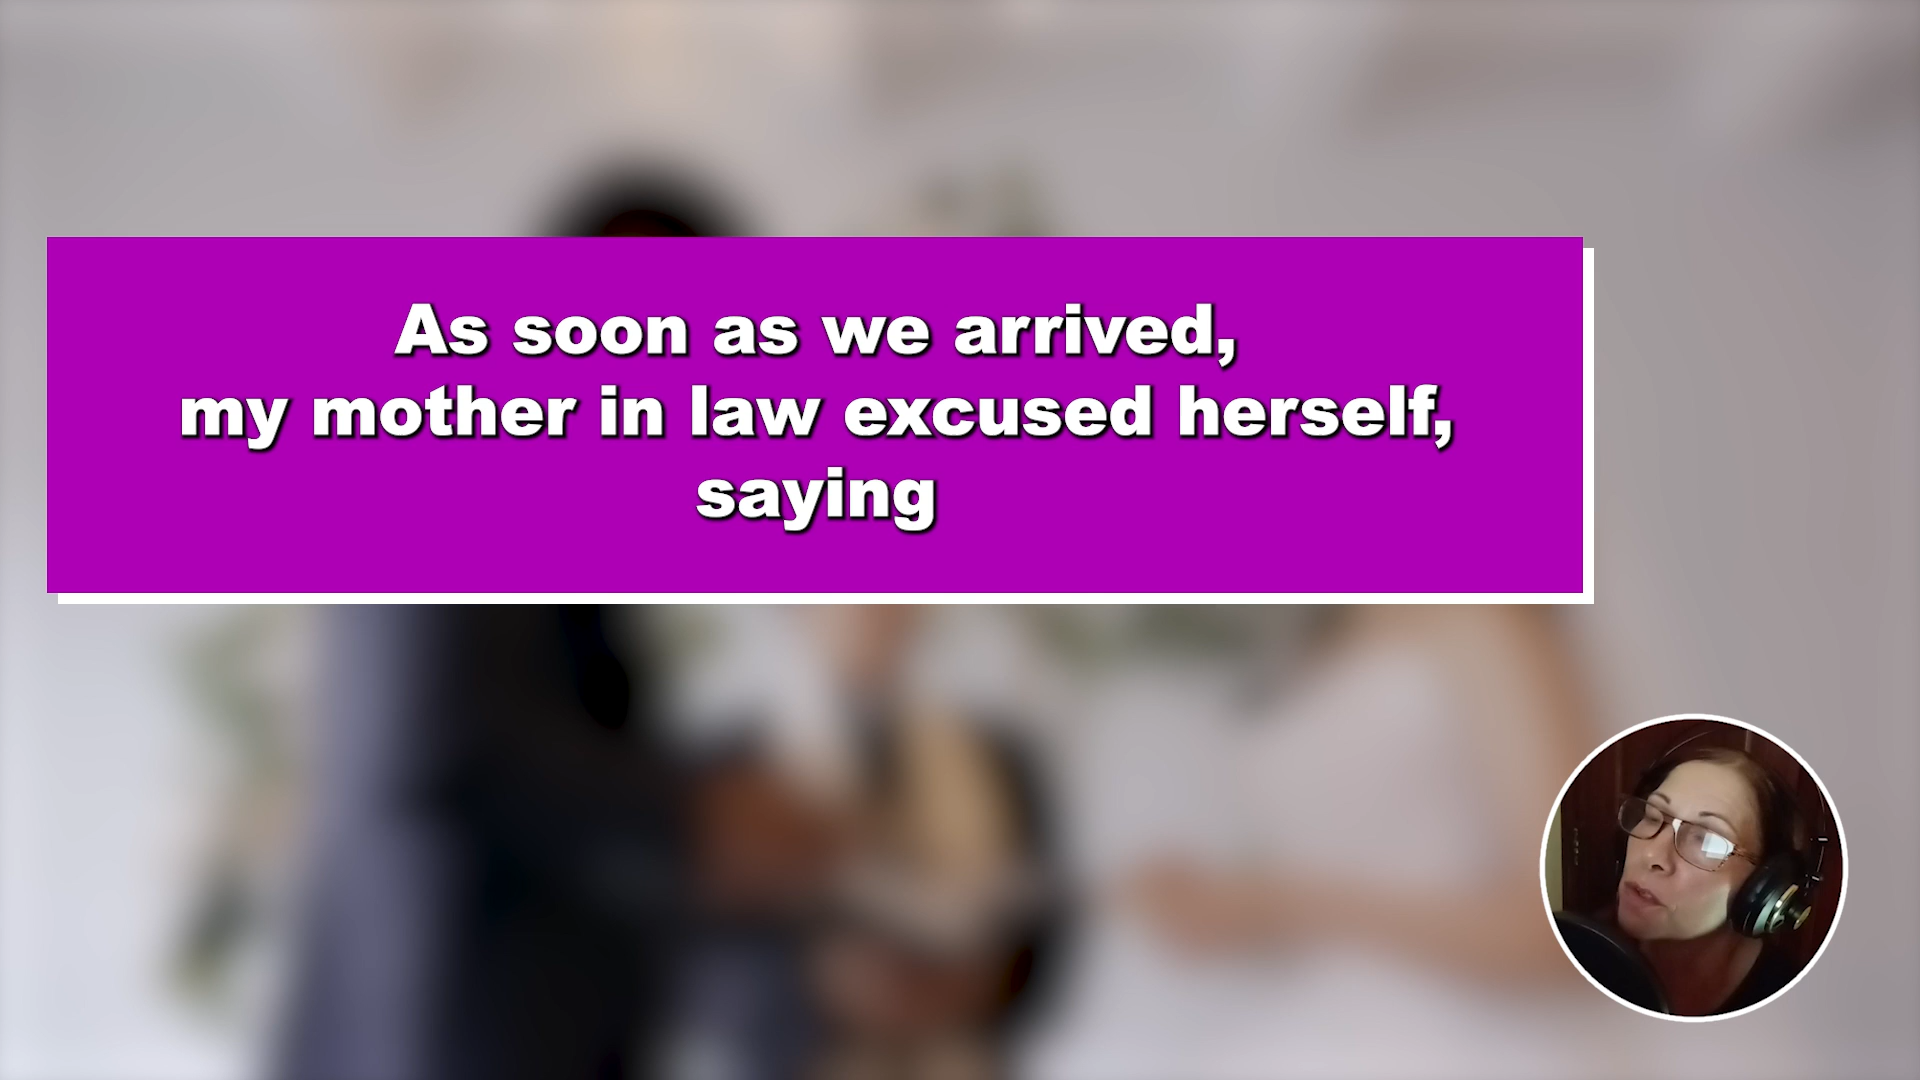 As soon as we arrived,
my mother in law excused herself,
saying